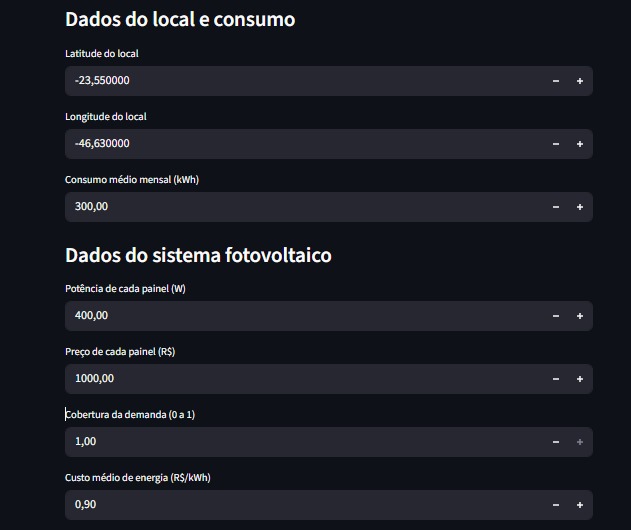 Dados do local e consumo
Latitude do local
-23,550000
Longitude do local
-46,630000
Consumo médio mensal (kWh)
300,00
Dados do sistema fotovoltaico
Potência de cada painel (W)
400,00
Preço de cada painel (R$)
1000,00
Cobertura da demanda (0 a 1)
1,00
Custo médio de energia (R$/kWh)
0,90